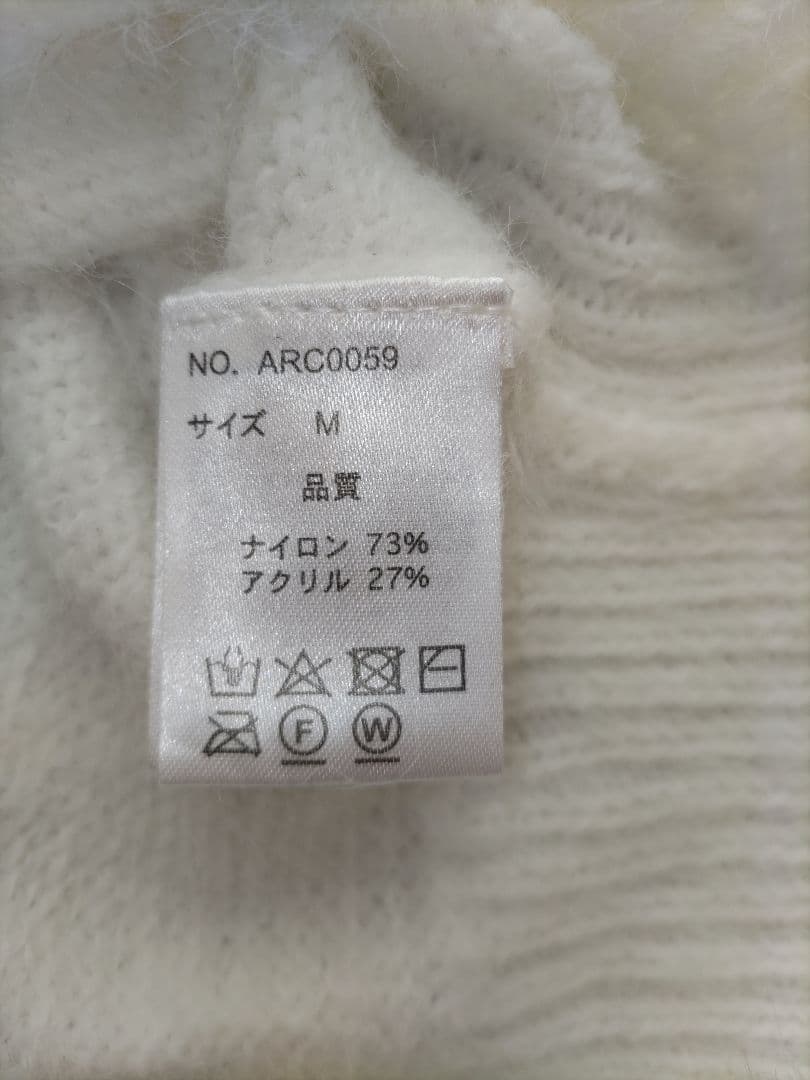 NO. ARC0059
サイズ M
品質
ナイロン 73%
アクリル 27%
F W